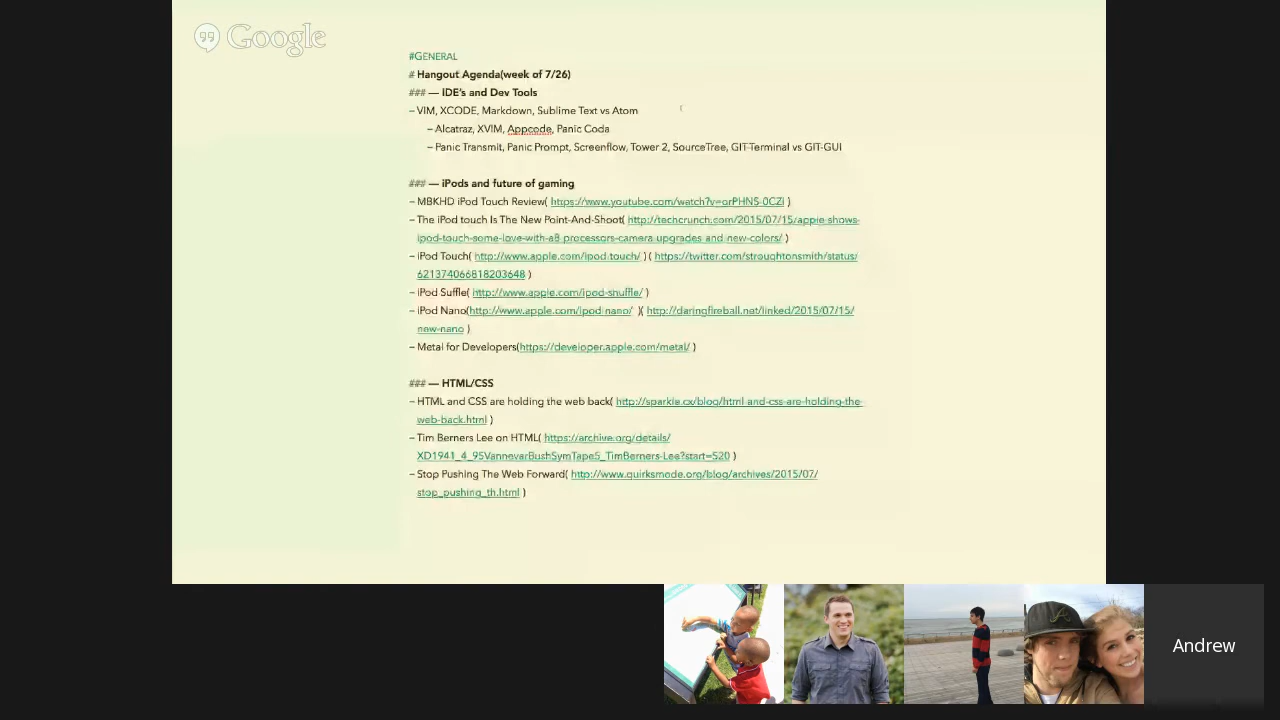 Google
#GENERAL
# Hangout Agenda(week of 7/26)
### — IDE's and Dev Tools
– VIM, XCODE, Markdown, Sublime Text vs Atom
– Alcatraz, XVIM, Appcode, Panic Coda
– Panic Transmit, Panic Prompt, Screenflow, Tower 2, SourceTree, GIT-Terminal vs GIT-GUI
### — iPods and future of gaming
– MBKHD iPod Touch Review( https://www.youtube.com/watch?v=orPHNS-0CZI )
– The iPod touch Is The New Point-And-Shoot( http://techcrunch.com/2015/07/15/apple-shows-
ipod-touch-some-love-with-a8-processors-camera-upgrades-and-new-colors/ )
– iPod Touch( http://www.apple.com/ipod-touch/ ) ( https://twitter.com/stroughtonsmith/status/
621374066818203648 )
– iPod Suffle( http://www.apple.com/ipod-shuffle/ )
– iPod Nano(http://www.apple.com/ipod-nano/ )( http://daringfireball.net/linked/2015/07/15/
new-nano )
– Metal for Developers(https://developer.apple.com/metal/ )
### — HTML/CSS
– HTML and CSS are holding the web back( http://sparkle.cx/blog/html-and-css-are-holding-the-
web-back.html )
– Tim Berners Lee on HTML( https://archive.org/details/
XD1941_4_95VannevarBushSymTape5_TimBerners-Lee?start=520 )
– Stop Pushing The Web Forward( http://www.quirksmode.org/blog/archives/2015/07/
stop_pushing_th.html )
Andrew